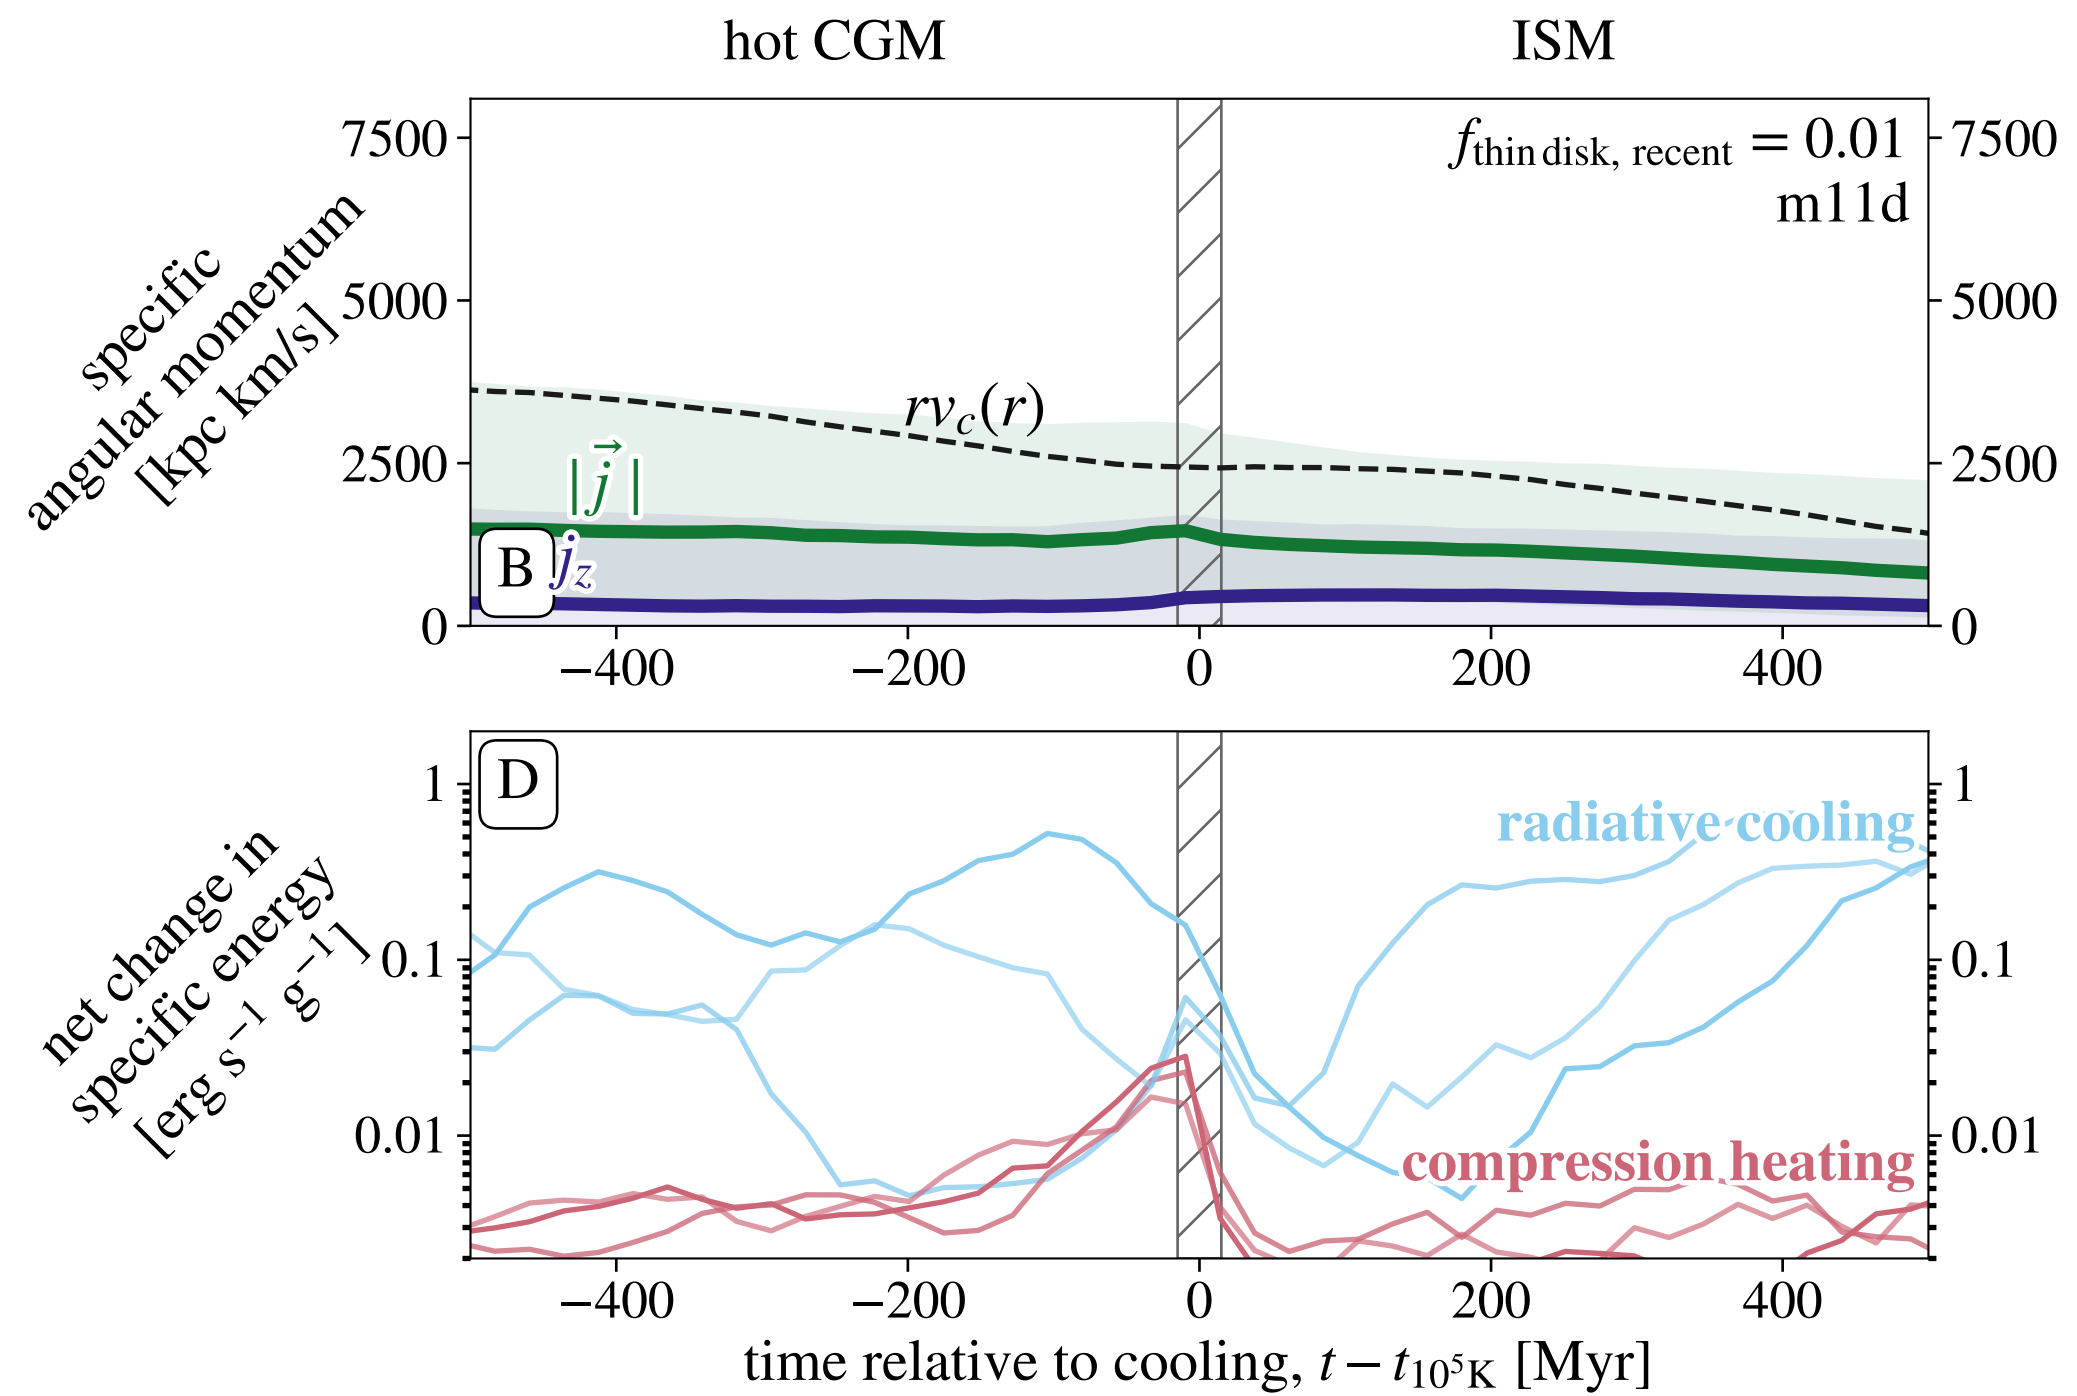 hot CGM
ISM
specific
angular momentum
[kpc km/s]
7500
5000
2500
0
7500
5000
2500
0
f_thin disk, recent = 0.01
m11d
rv_c(r)
|j⃗|
j_z
B
−400
−200
0
200
400
D
net change in
specific energy
[erg s⁻¹ g⁻¹]
1
0.1
0.01
1
0.1
0.01
radiative cooling
compression heating
−400
−200
0
200
400
time relative to cooling, t − t_10⁵K [Myr]